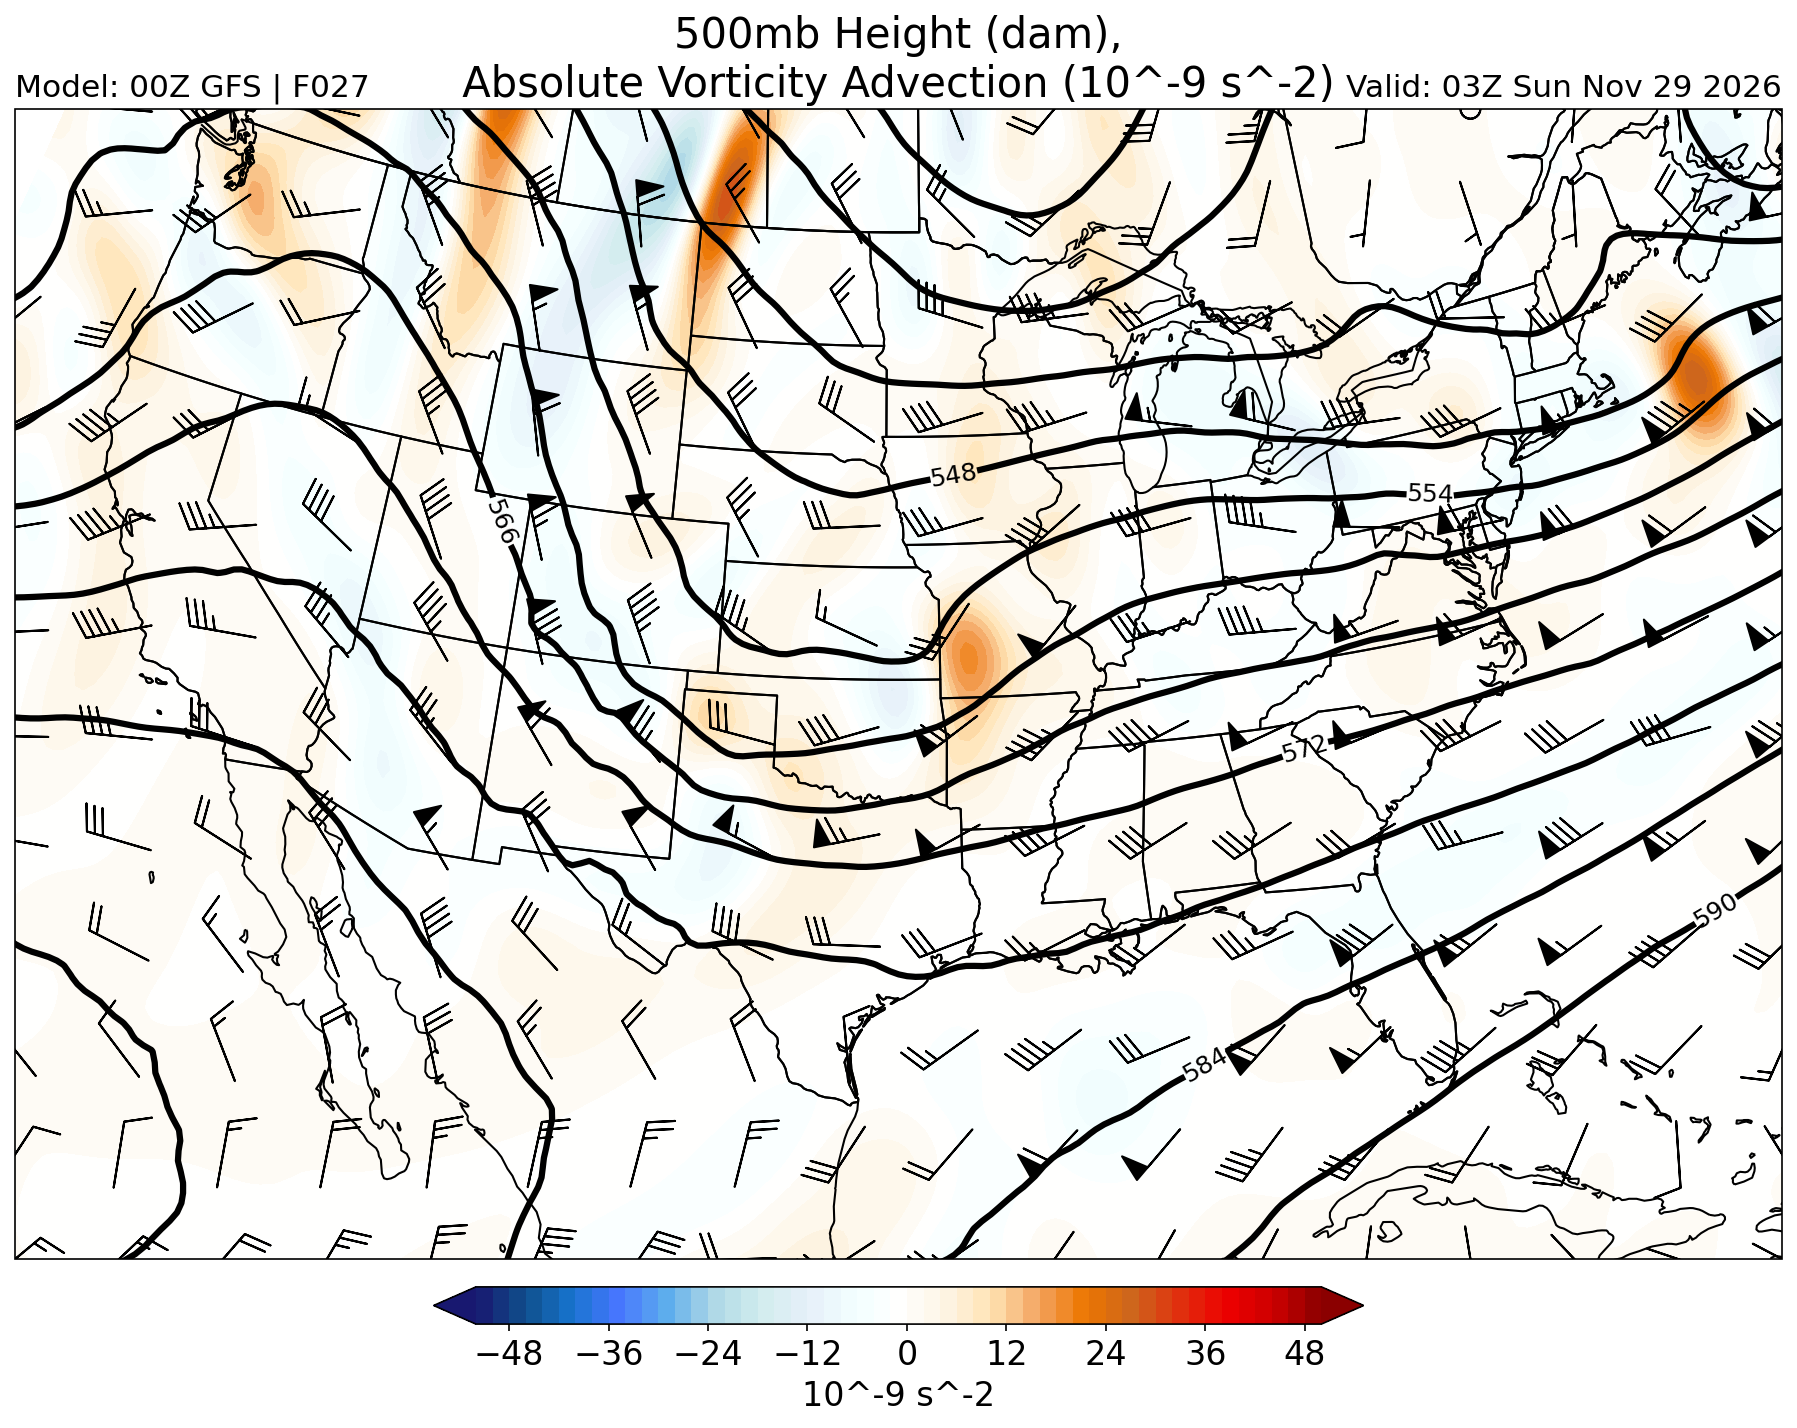 500mb Height (dam),
Model: 00Z GFS | F027
Absolute Vorticity Advection (10^-9 s^-2)
Valid: 03Z Sun Nov 29 2026
548
554
566
572
590
584
−48 −36 −24 −12 0 12 24 36 48
10^-9 s^-2